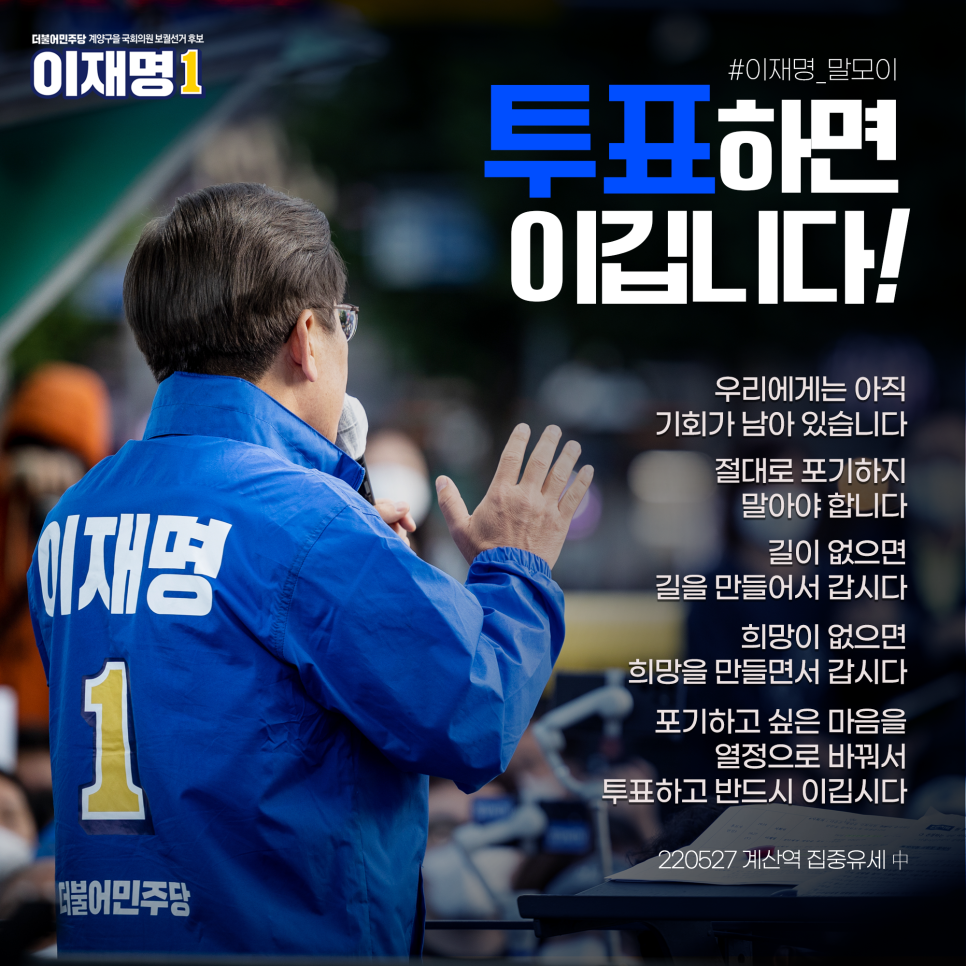 더불어민주당 계양구을 국회의원 보궐선거 후보
이재명1
#이재명_말모이
투표하면
이깁니다!
우리에게는 아직
기회가 남아 있습니다
절대로 포기하지
말아야 합니다
길이 없으면
길을 만들어서 갑시다
희망이 없으면
희망을 만들면서 갑시다
포기하고 싶은 마음을
열정으로 바꿔서
투표하고 반드시 이깁시다
220527 계산역 집중유세 中
이재명
1
더불어민주당